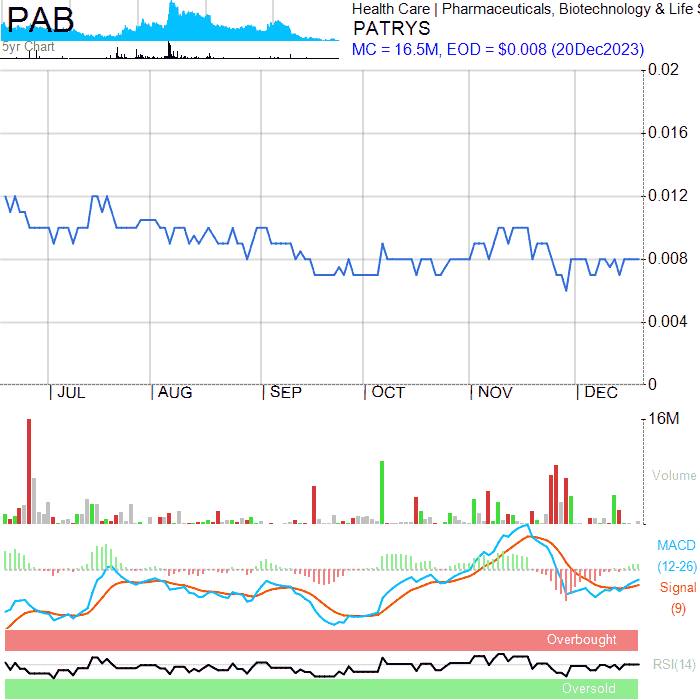 PAB
5yr Chart
Health Care | Pharmaceuticals, Biotechnology & Life
PATRYS
MC = 16.5M, EOD = $0.008 (20Dec2023)
0.02
0.016
0.012
0.008
0.004
0
JUL
AUG
SEP
OCT
NOV
DEC
16M
Volume
MACD
(12-26)
Signal
(9)
Overbought
RSI(14)
Oversold